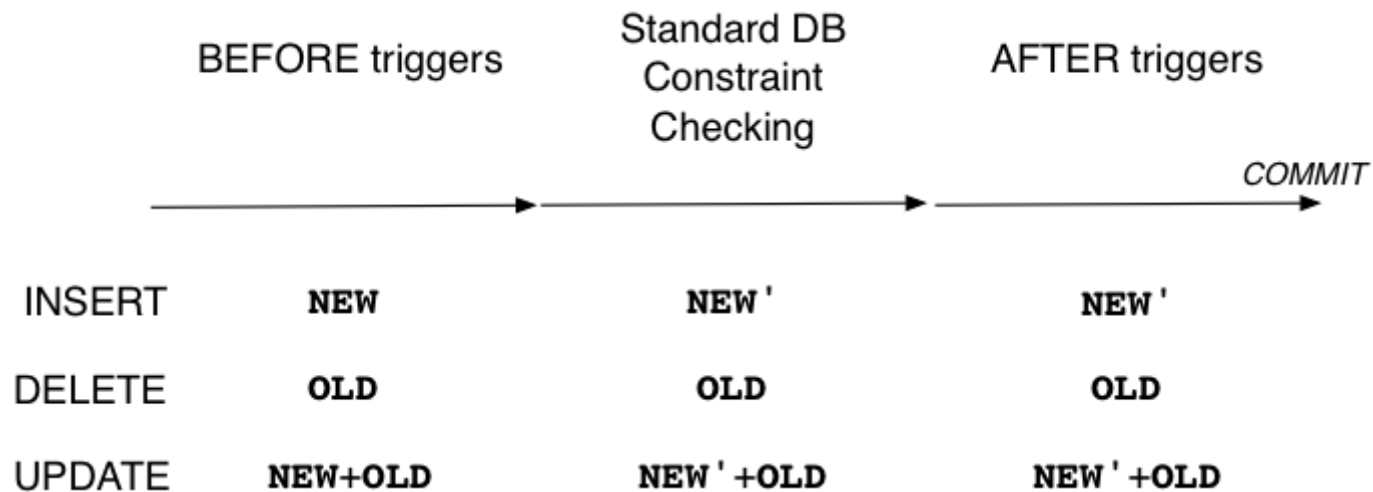 BEFORE triggers
Standard DB
Constraint
Checking
AFTER triggers
COMMIT
INSERT NEW NEW' NEW'
DELETE OLD OLD OLD
UPDATE NEW+OLD NEW'+OLD NEW'+OLD